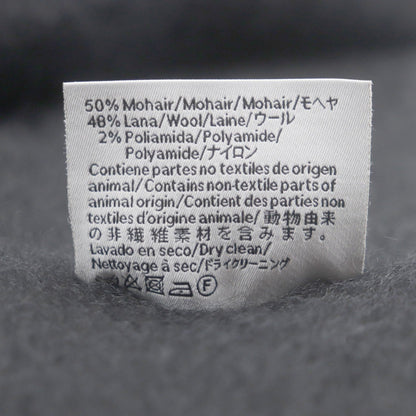 50% Mohair/Mohair/Mohair/モヘヤ
48% Lana/Wool/Laine/ウール
2% Poliamida/Polyamide/
Polyamide/ナイロン
Contiene partes no textiles de origen
animal/Contains non-textile parts of
animal origin/Contient des parties non
textiles d'origine animale/動物由来
の非繊維素材を含みます。
Lavado en seco/Dry clean/
Nettoyage à sec/ドライクリーニング
F